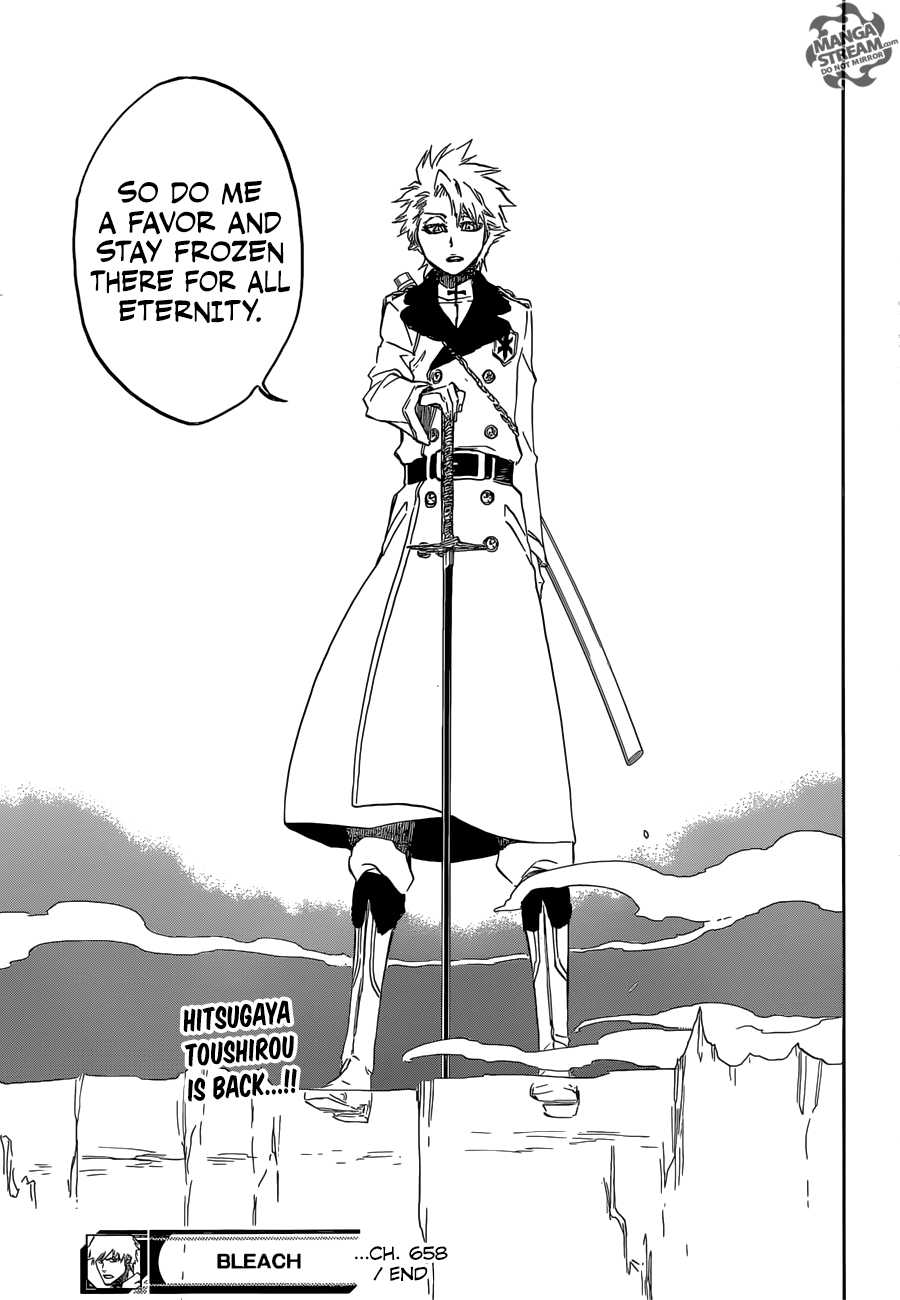 MANGA
STREAM.com
DO NOT MIRROR
SO DO ME
A FAVOR AND
STAY FROZEN
THERE FOR ALL
ETERNITY.
HITSUGAYA
TOUSHIROU
IS BACK...!!
BLEACH
...CH. 658
/ END